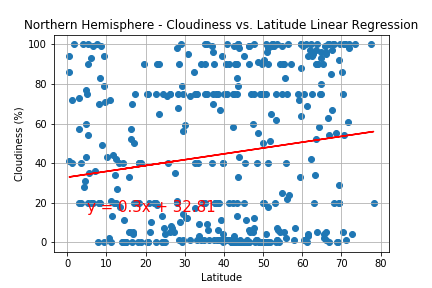 Northern Hemisphere - Cloudiness vs. Latitude Linear Regression
100
80
60
40
20
0
Cloudiness (%)
y = 0.3x + 32.81
0 10 20 30 40 50 60 70 80
Latitude